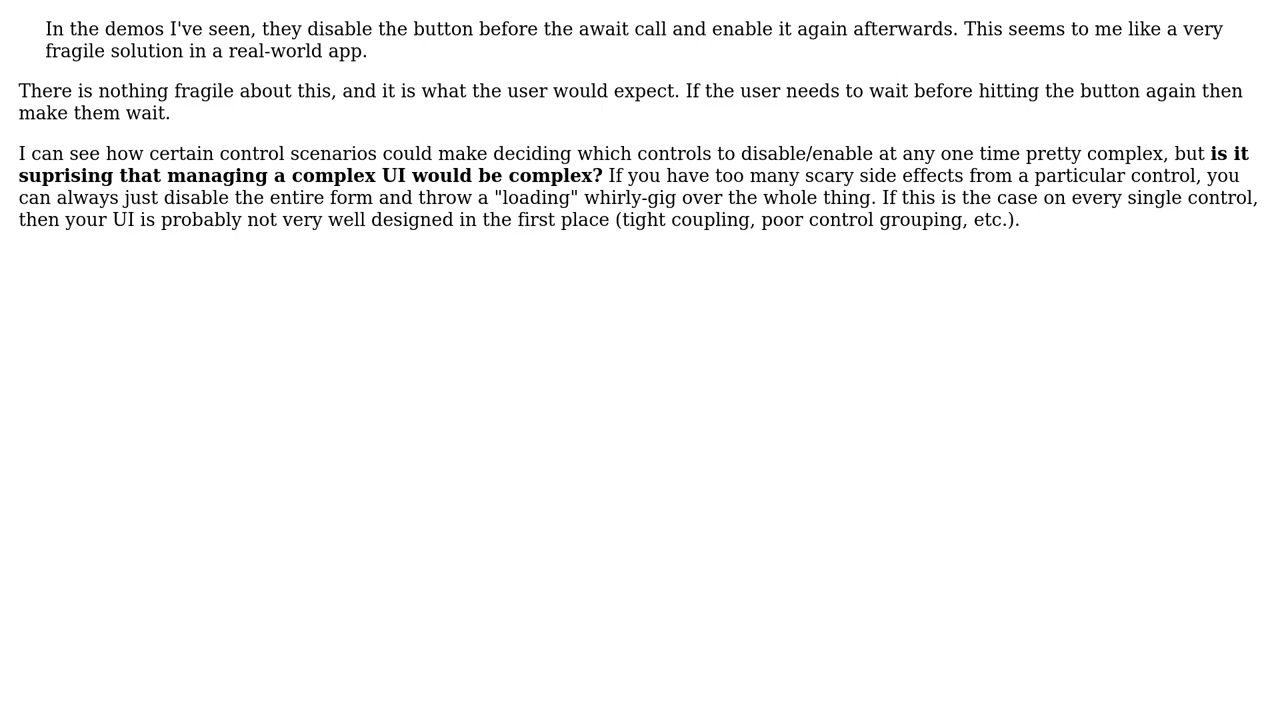 In the demos I've seen, they disable the button before the await call and enable it again afterwards. This seems to me like a very
fragile solution in a real-world app.
There is nothing fragile about this, and it is what the user would expect. If the user needs to wait before hitting the button again then
make them wait.
I can see how certain control scenarios could make deciding which controls to disable/enable at any one time pretty complex, but is it
suprising that managing a complex UI would be complex? If you have too many scary side effects from a particular control, you
can always just disable the entire form and throw a "loading" whirly-gig over the whole thing. If this is the case on every single control,
then your UI is probably not very well designed in the first place (tight coupling, poor control grouping, etc.).